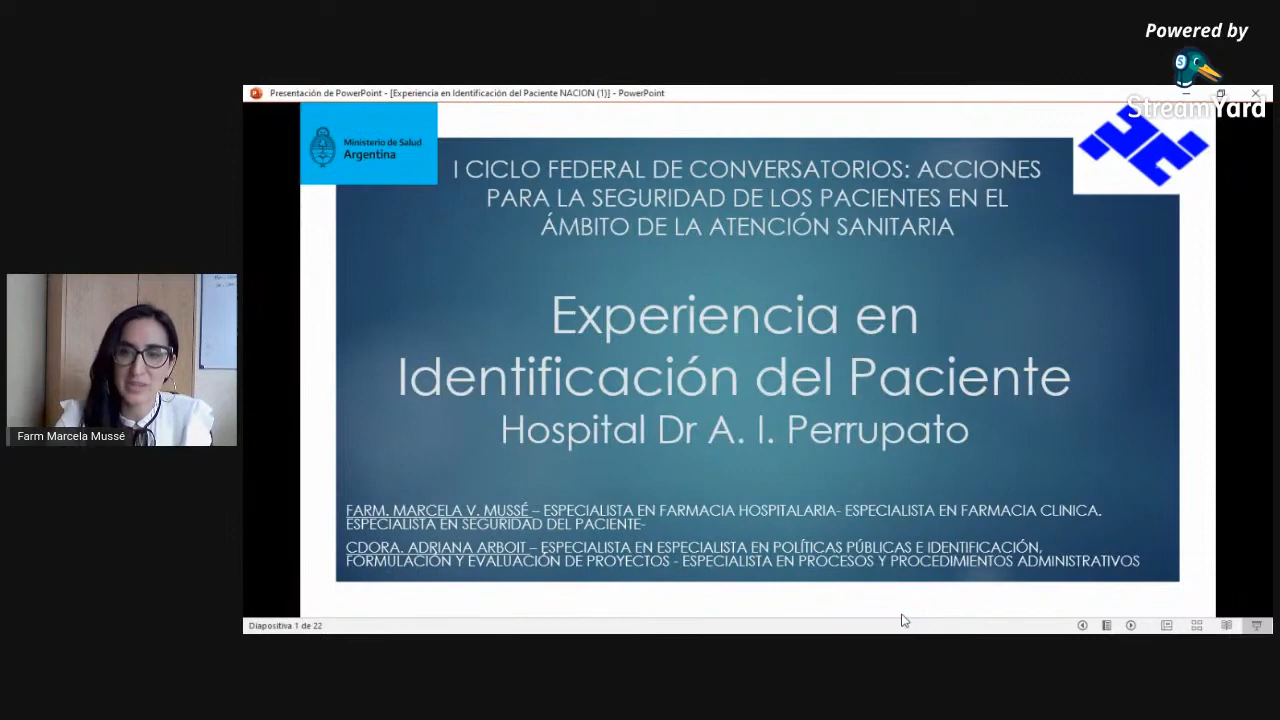 Powered by
StreamYard
Presentación de PowerPoint - [Experiencia en Identificación del Paciente NACION (1)] - PowerPoint
Ministerio de Salud
Argentina
I CICLO FEDERAL DE CONVERSATORIOS: ACCIONES
PARA LA SEGURIDAD DE LOS PACIENTES EN EL
ÁMBITO DE LA ATENCIÓN SANITARIA
Experiencia en
Identificación del Paciente
Hospital Dr A. I. Perrupato
FARM. MARCELA V. MUSSÉ – ESPECIALISTA EN FARMACIA HOSPITALARIA- ESPECIALISTA EN FARMACIA CLINICA.
ESPECIALISTA EN SEGURIDAD DEL PACIENTE-
CDORA. ADRIANA ARBOIT – ESPECIALISTA EN ESPECIALISTA EN POLÍTICAS PÚBLICAS E IDENTIFICACIÓN,
FORMULACIÓN Y EVALUACIÓN DE PROYECTOS - ESPECIALISTA EN PROCESOS Y PROCEDIMIENTOS ADMINISTRATIVOS
Farm Marcela Mussé
Diapositiva 1 de 22